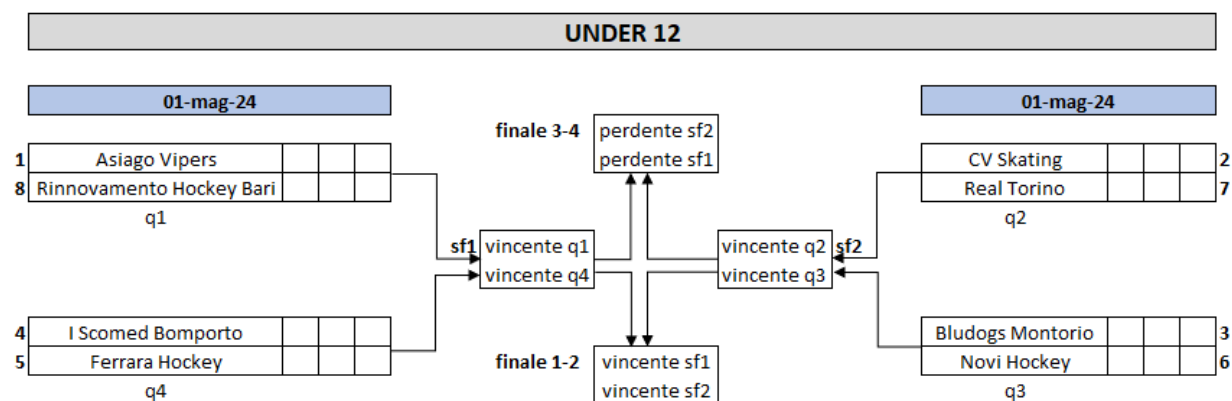 UNDER 12
01-mag-24
01-mag-24
finale 3-4
perdente sf2
perdente sf1
1 Asiago Vipers
8 Rinnovamento Hockey Bari
q1
CV Skating 2
Real Torino 7
q2
sf1 vincente q1
vincente q4
vincente q2 sf2
vincente q3
4 I Scomed Bomporto
5 Ferrara Hockey
q4
finale 1-2
vincente sf1
vincente sf2
Bludogs Montorio 3
Novi Hockey 6
q3